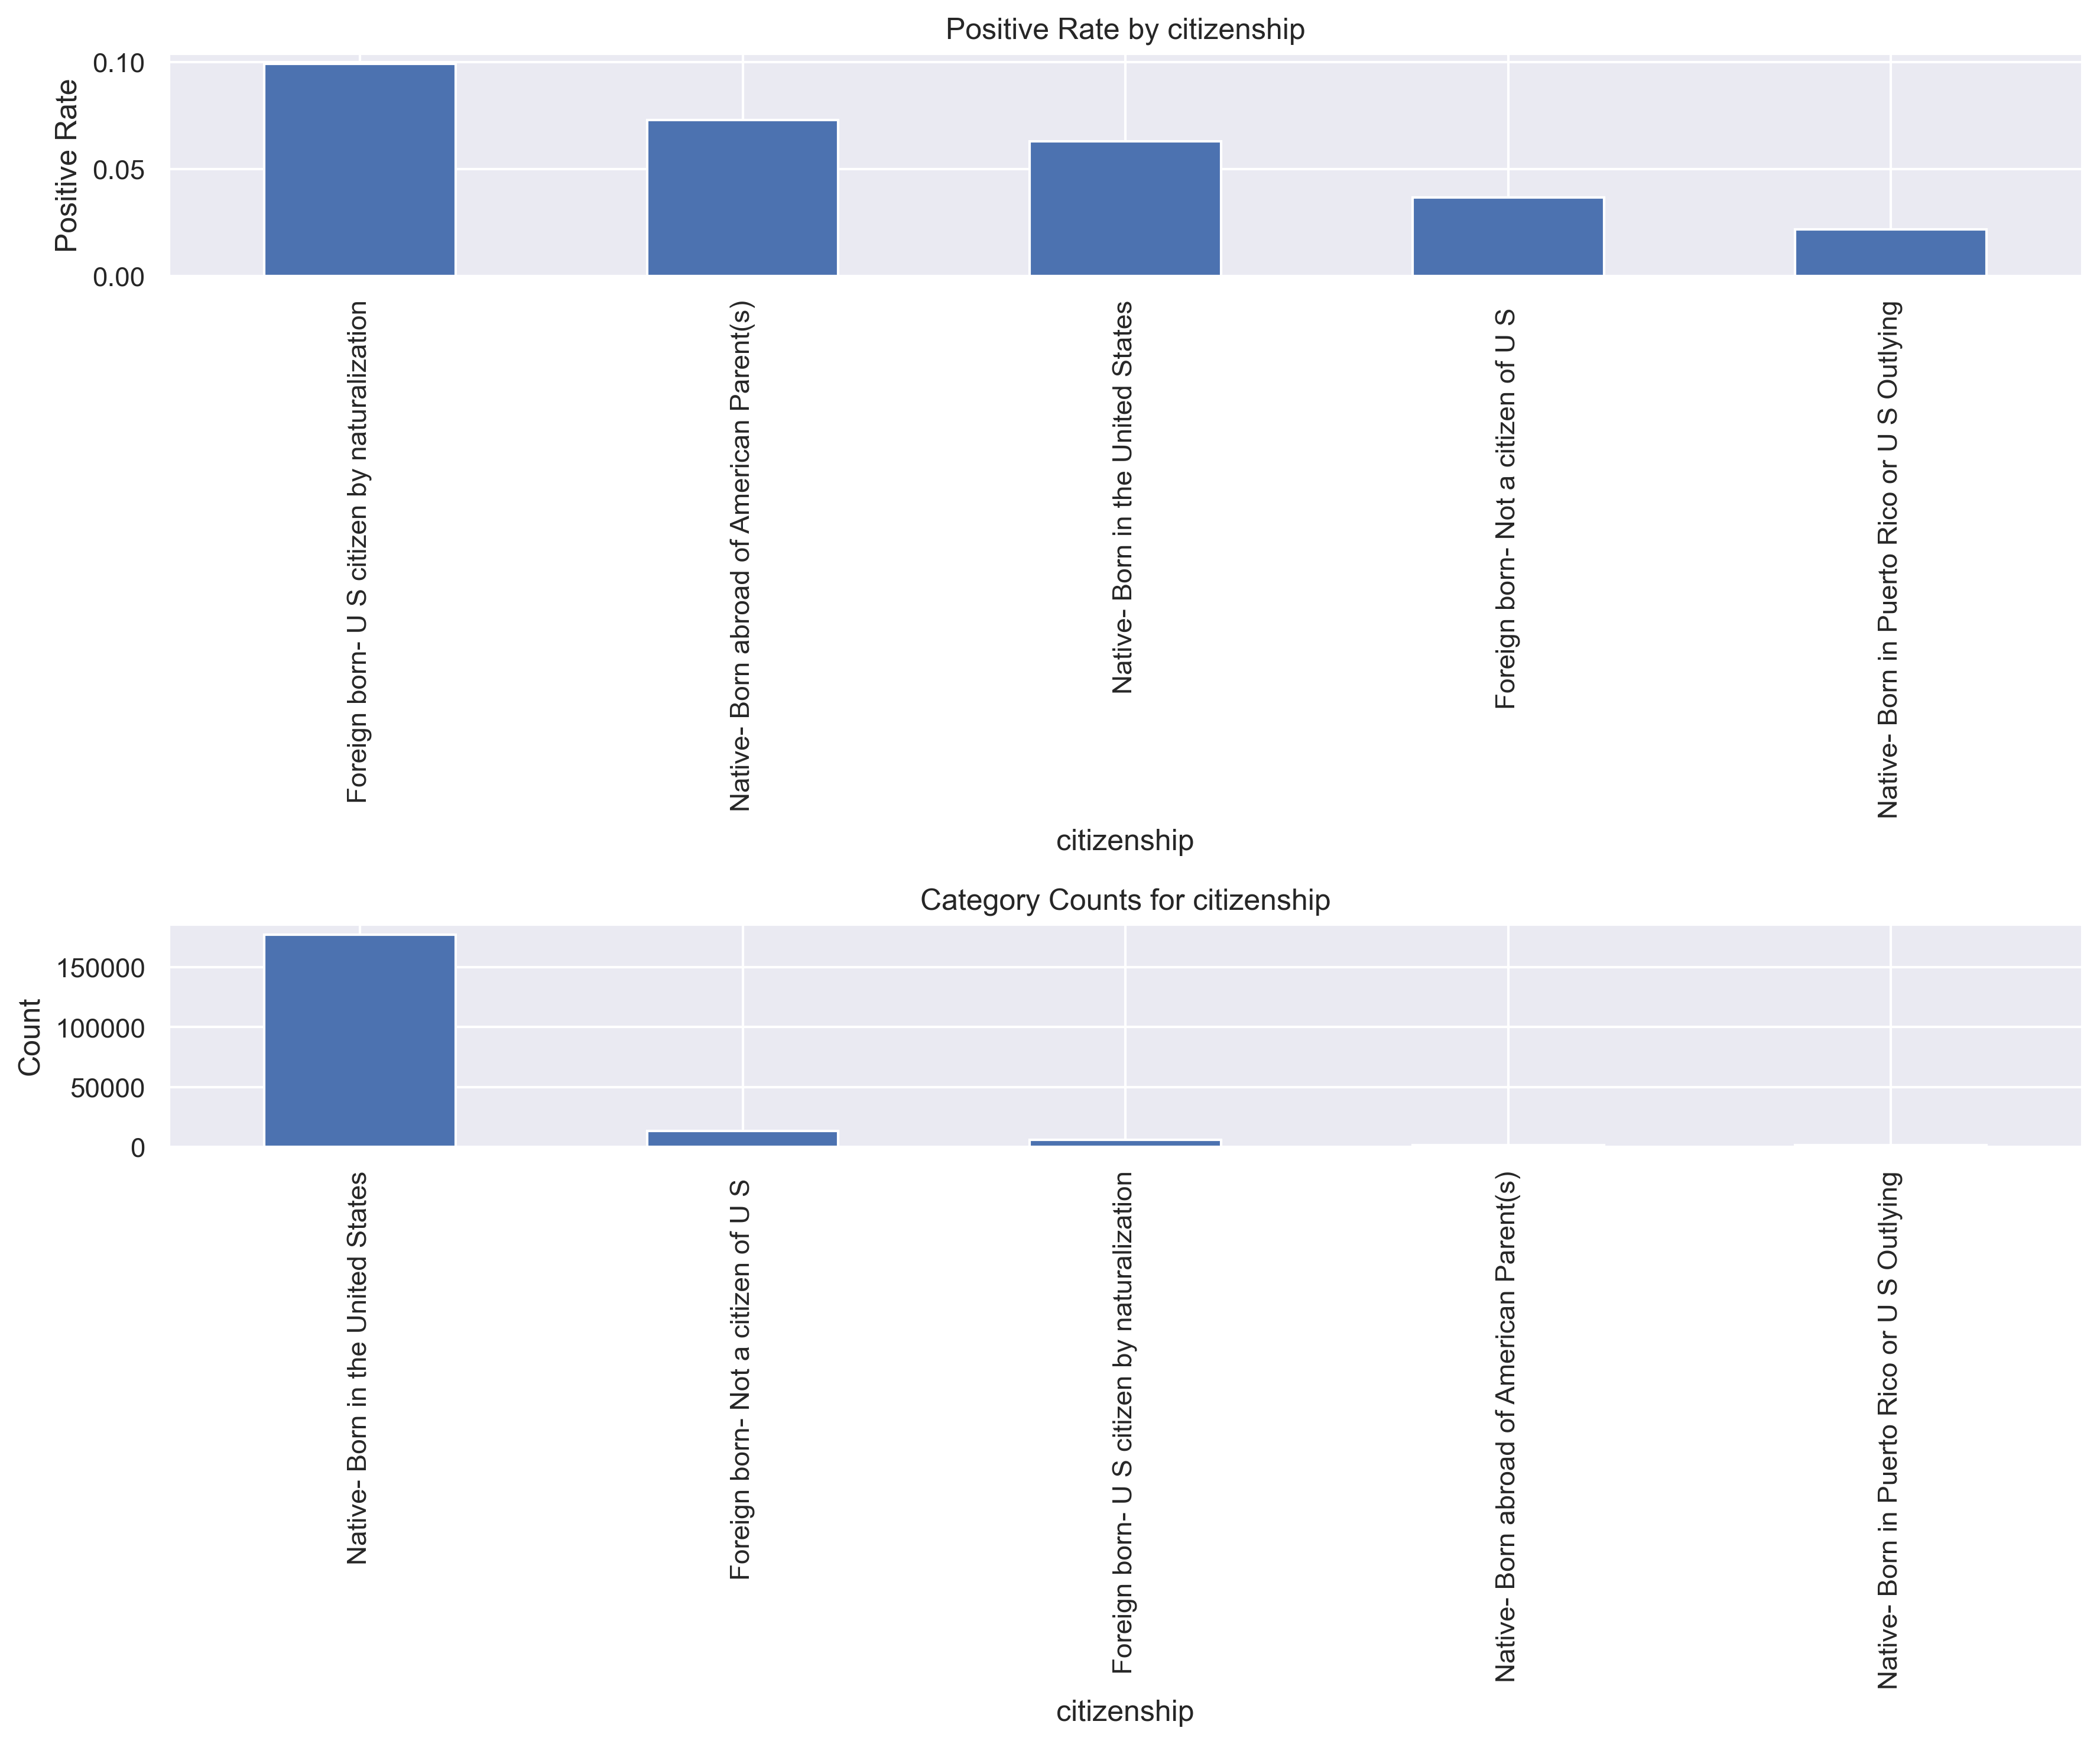 Positive Rate by citizenship
Positive Rate
0.10
0.05
0.00
Foreign born- U S citizen by naturalization
Native- Born abroad of American Parent(s)
Native- Born in the United States
Foreign born- Not a citizen of U S
Native- Born in Puerto Rico or U S Outlying
citizenship
Category Counts for citizenship
Count
150000
100000
50000
0
Native- Born in the United States
Foreign born- Not a citizen of U S
Foreign born- U S citizen by naturalization
Native- Born abroad of American Parent(s)
Native- Born in Puerto Rico or U S Outlying
citizenship